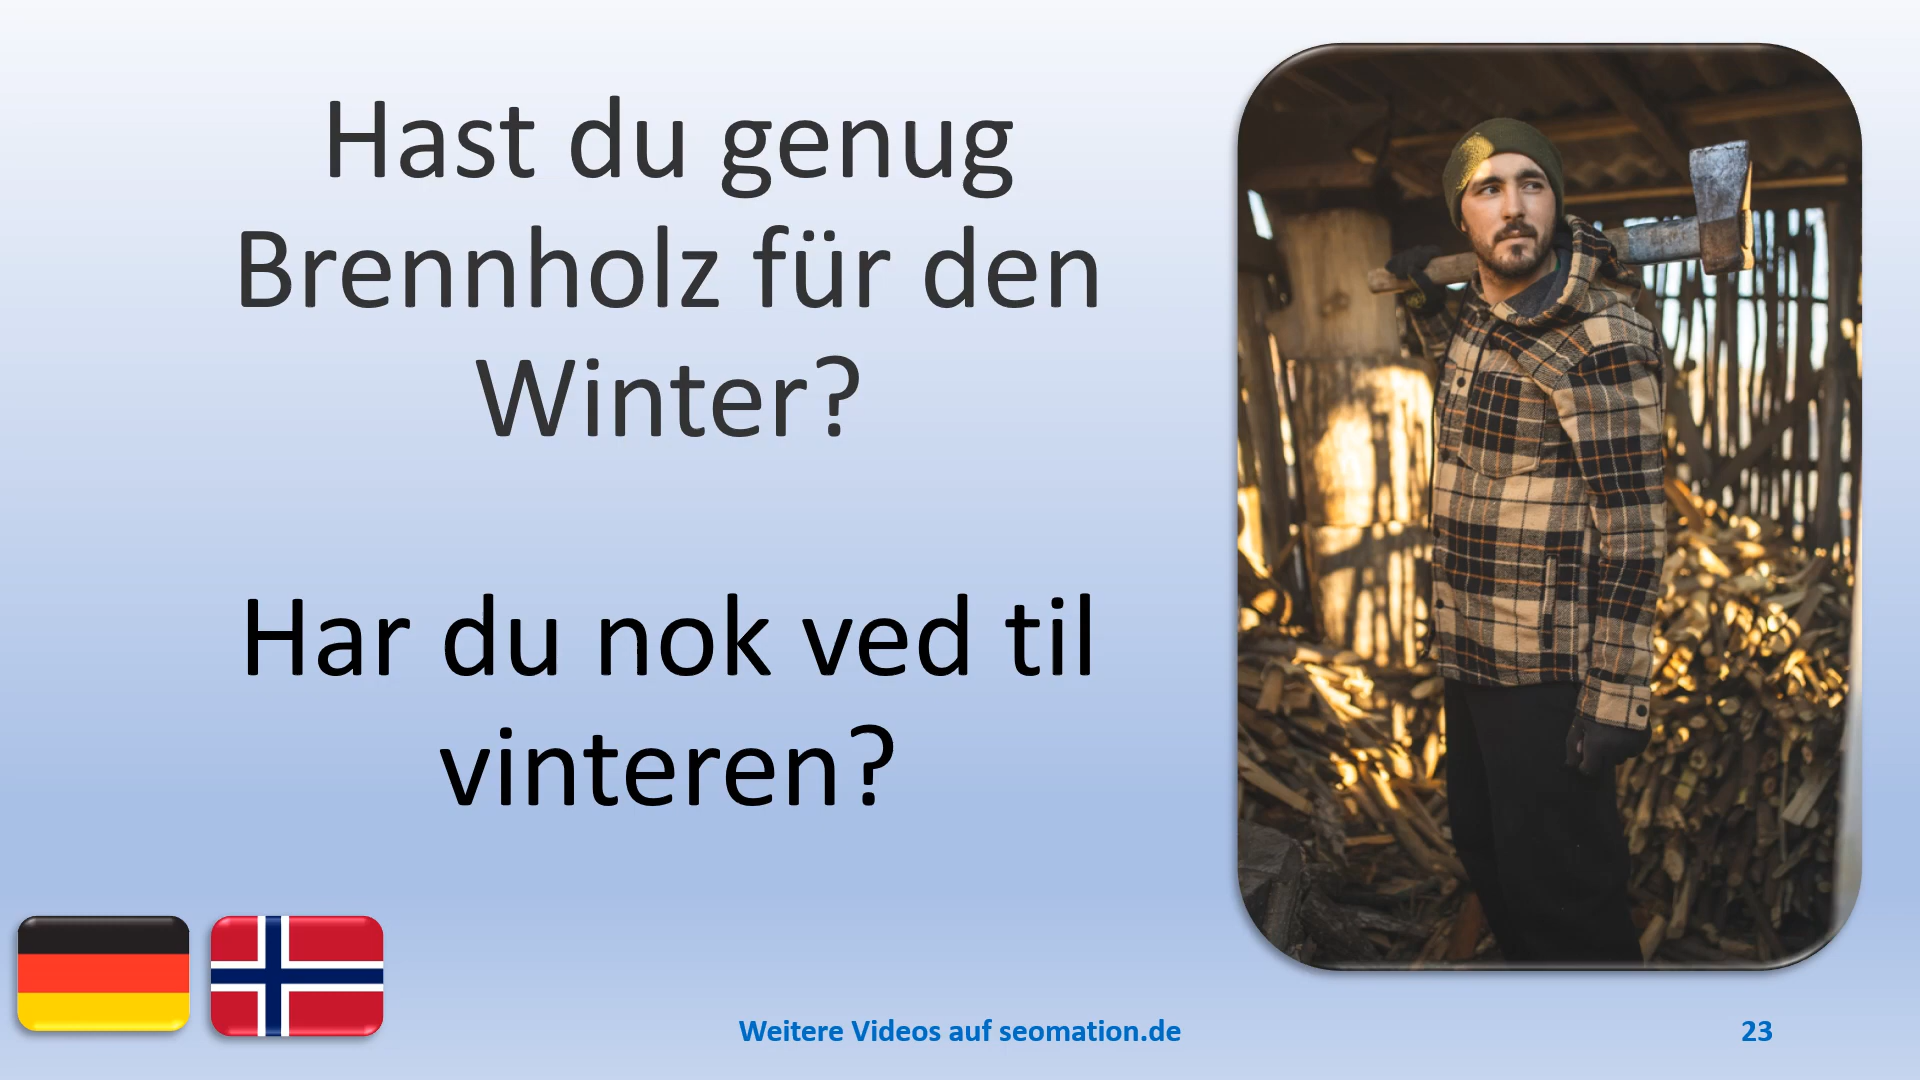 Hast du genug
Brennholz für den
Winter?
Har du nok ved til
vinteren?
Weitere Videos auf seomation.de
23